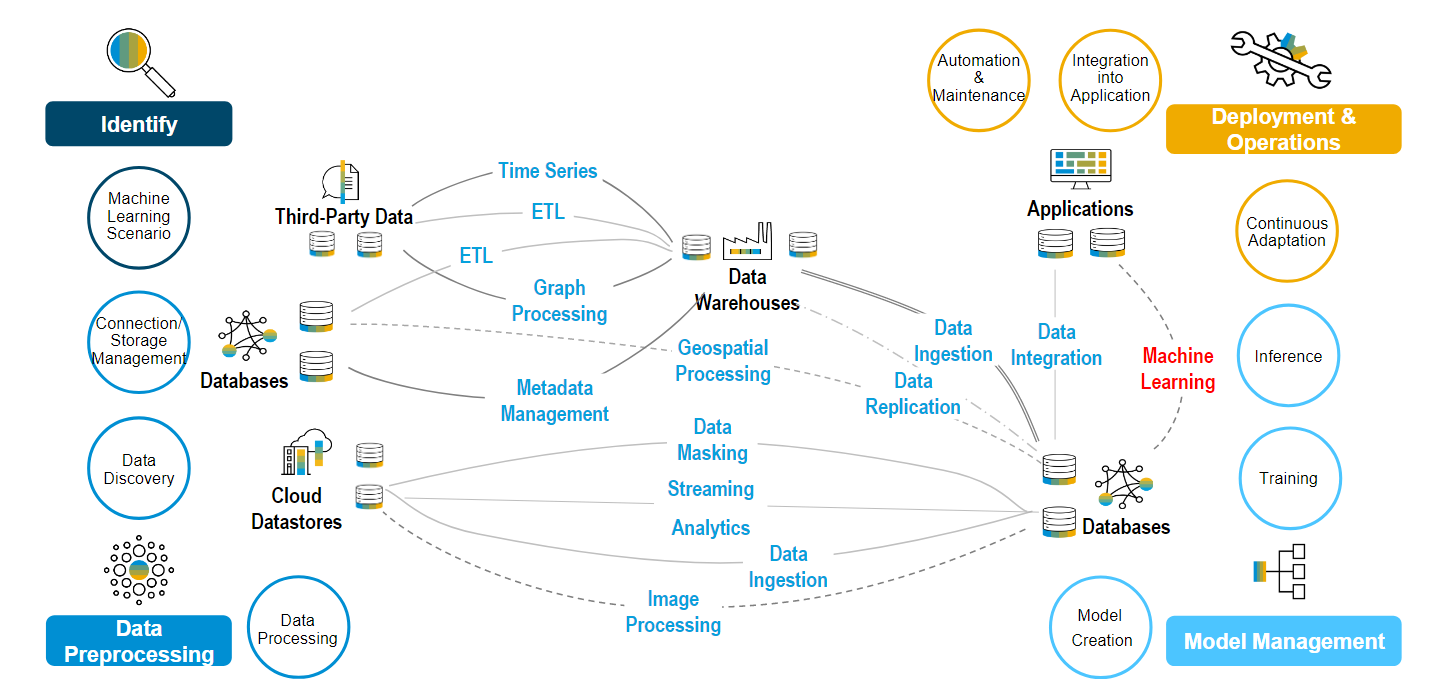 Identify
Machine
Learning
Scenario
Connection/
Storage
Management
Data
Discovery
Data
Preprocessing
Data
Processing
Third-Party Data
Databases
Cloud
Datastores
Time Series
ETL
ETL
Graph
Processing
Metadata
Management
Data
Warehouses
Geospatial
Processing
Data
Masking
Streaming
Analytics
Data
Ingestion
Image
Processing
Data
Ingestion
Data
Replication
Data
Integration
Machine
Learning
Applications
Databases
Automation
&
Maintenance
Integration
into
Application
Deployment &
Operations
Continuous
Adaptation
Inference
Training
Model
Creation
Model Management